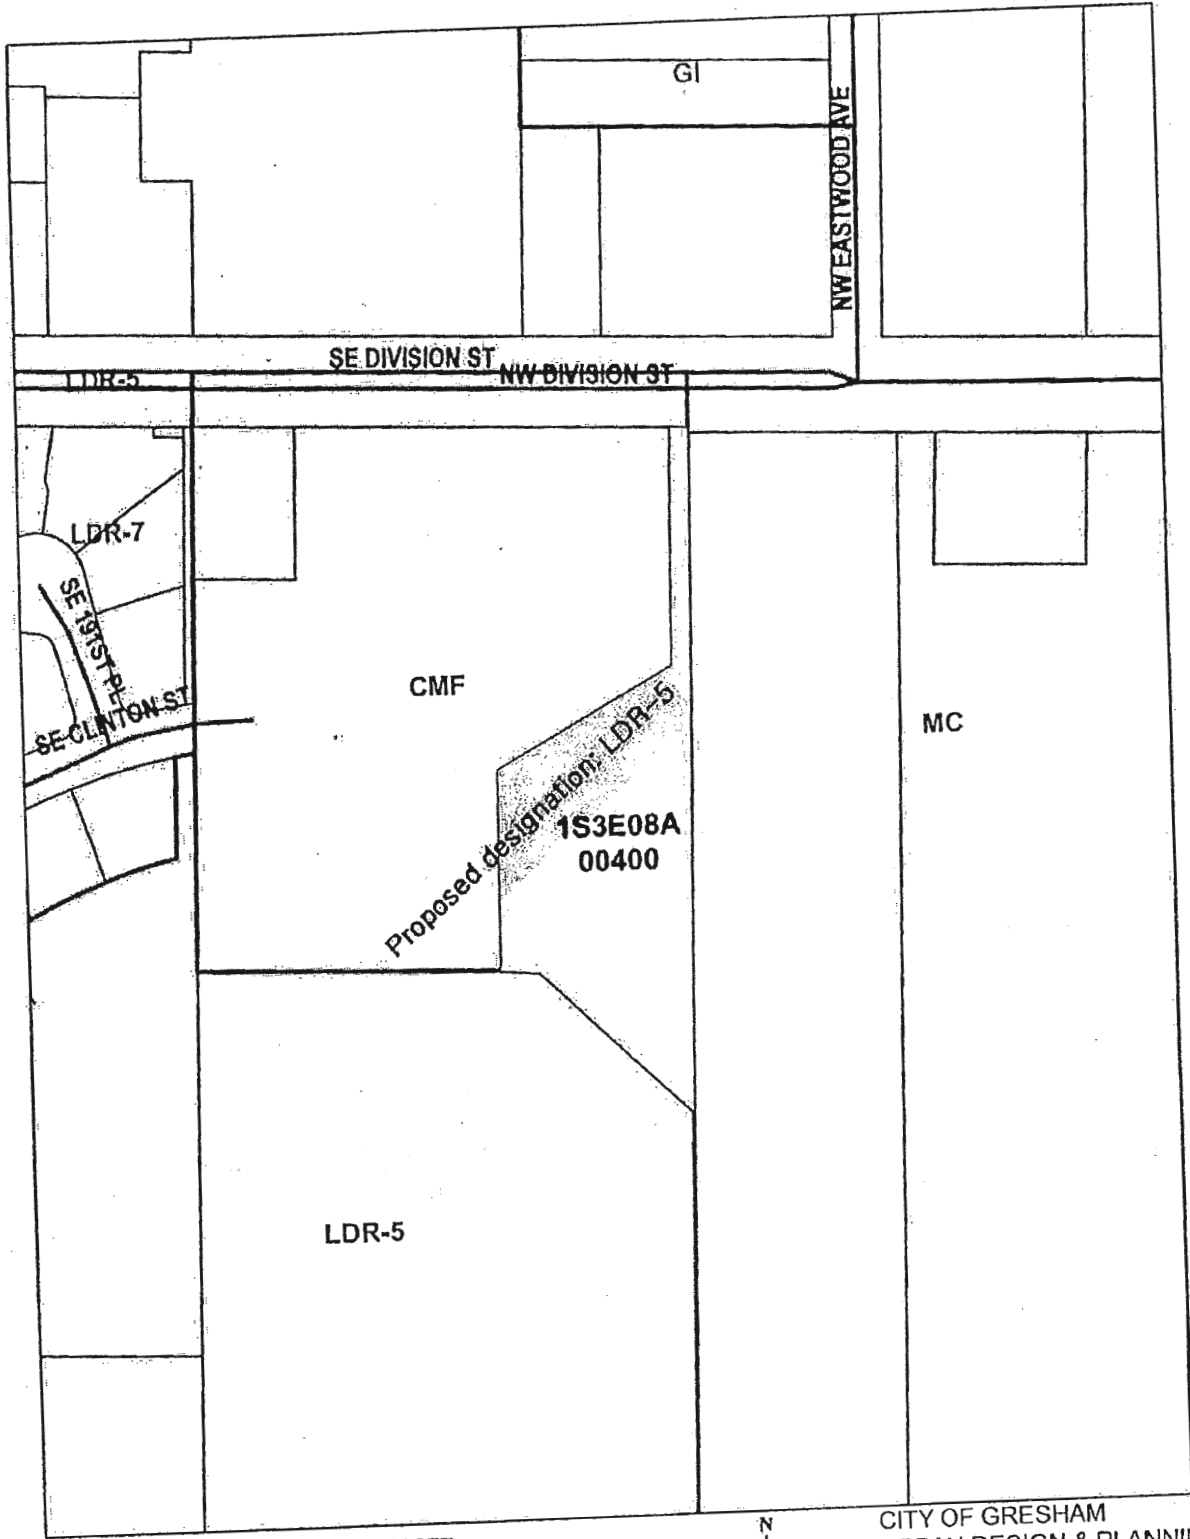 GI
NW EASTWOOD AVE
SE DIVISION ST
NW DIVISION ST
LDR-5
LDR-7
SE 191ST PL
SE CLINTON ST
CMF
MC
Proposed designation: LDR-5
1S3E08A
00400
LDR-5
N
CITY OF GRESHAM